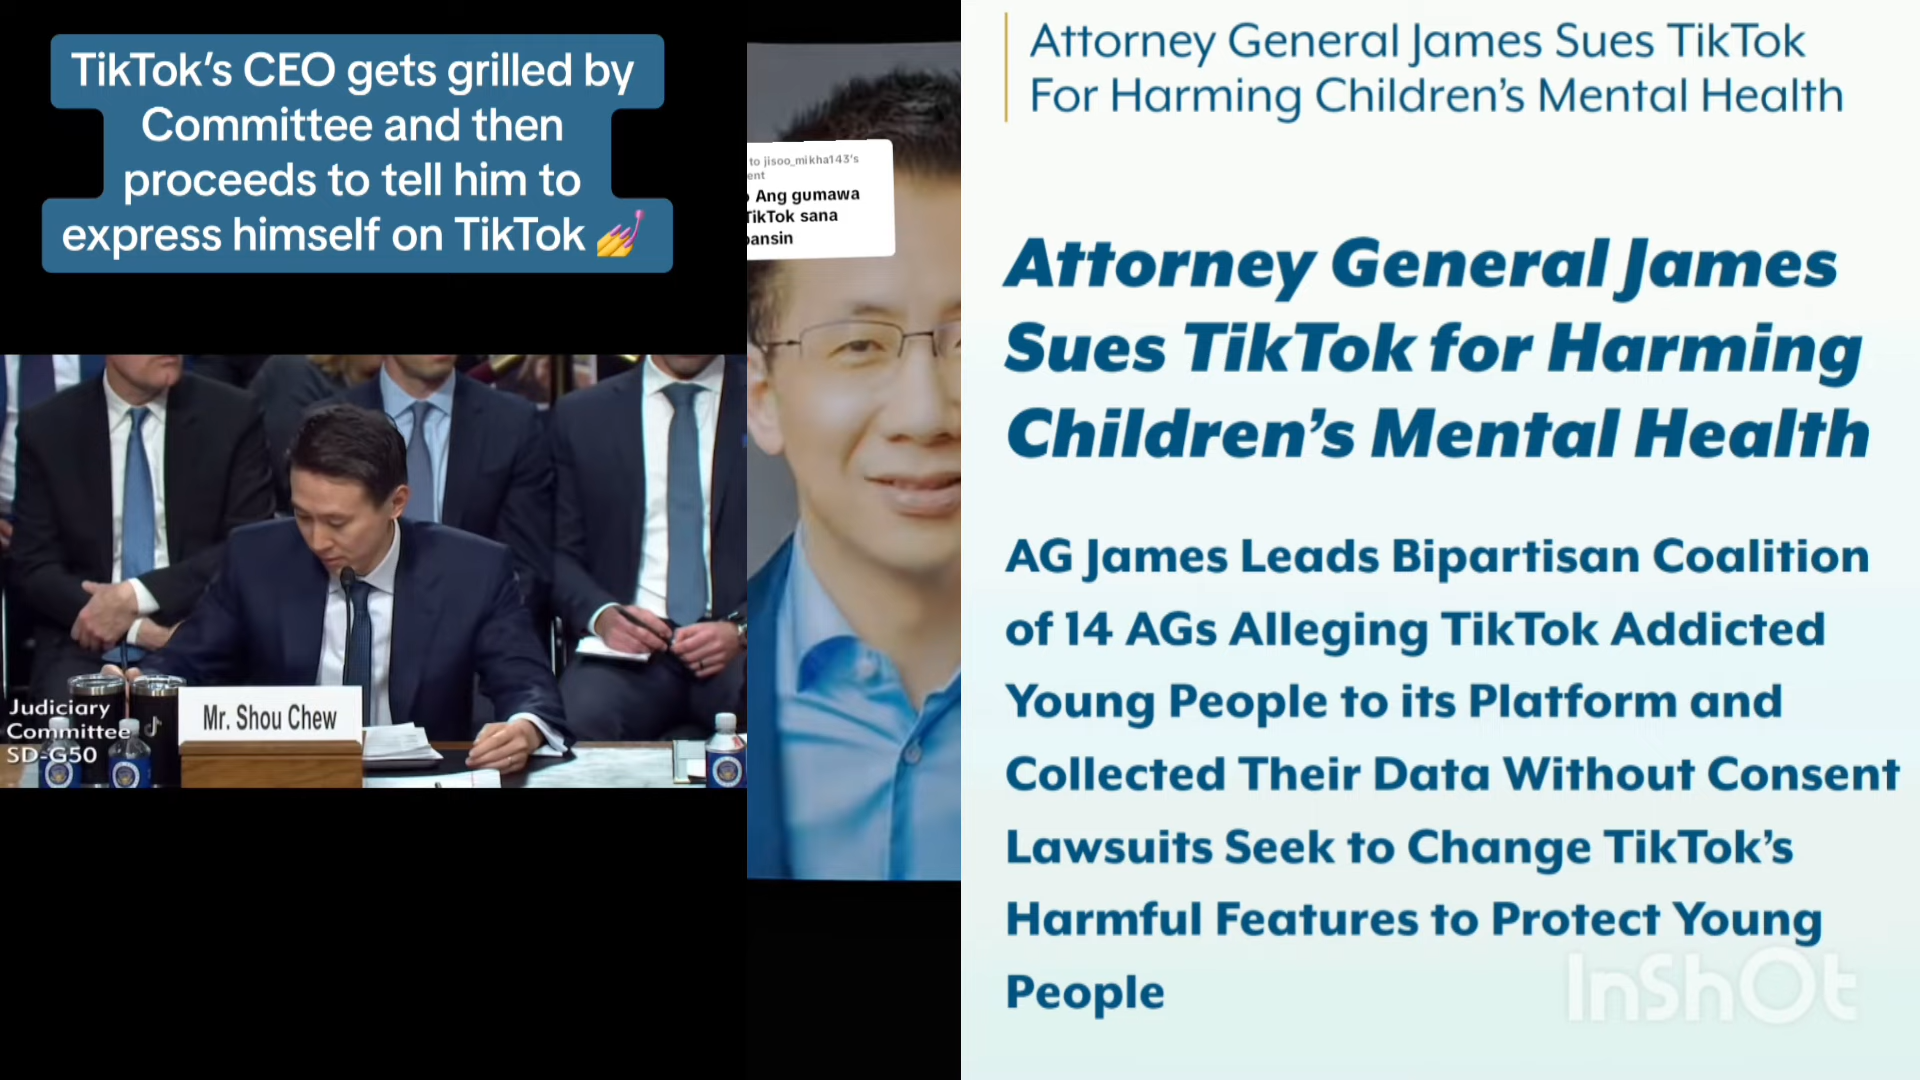 TikTok’s CEO gets grilled by
Committee and then
proceeds to tell him to
express himself on TikTok 💅
Judiciary
Committee
SD-G50
Mr. Shou Chew
to jisoo_mikha143's
Ang gumawa
TikTok sana
Attorney General James Sues TikTok
For Harming Children’s Mental Health
Attorney General James
Sues TikTok for Harming
Children’s Mental Health
AG James Leads Bipartisan Coalition
of 14 AGs Alleging TikTok Addicted
Young People to its Platform and
Collected Their Data Without Consent
Lawsuits Seek to Change TikTok’s
Harmful Features to Protect Young
People
InShOt